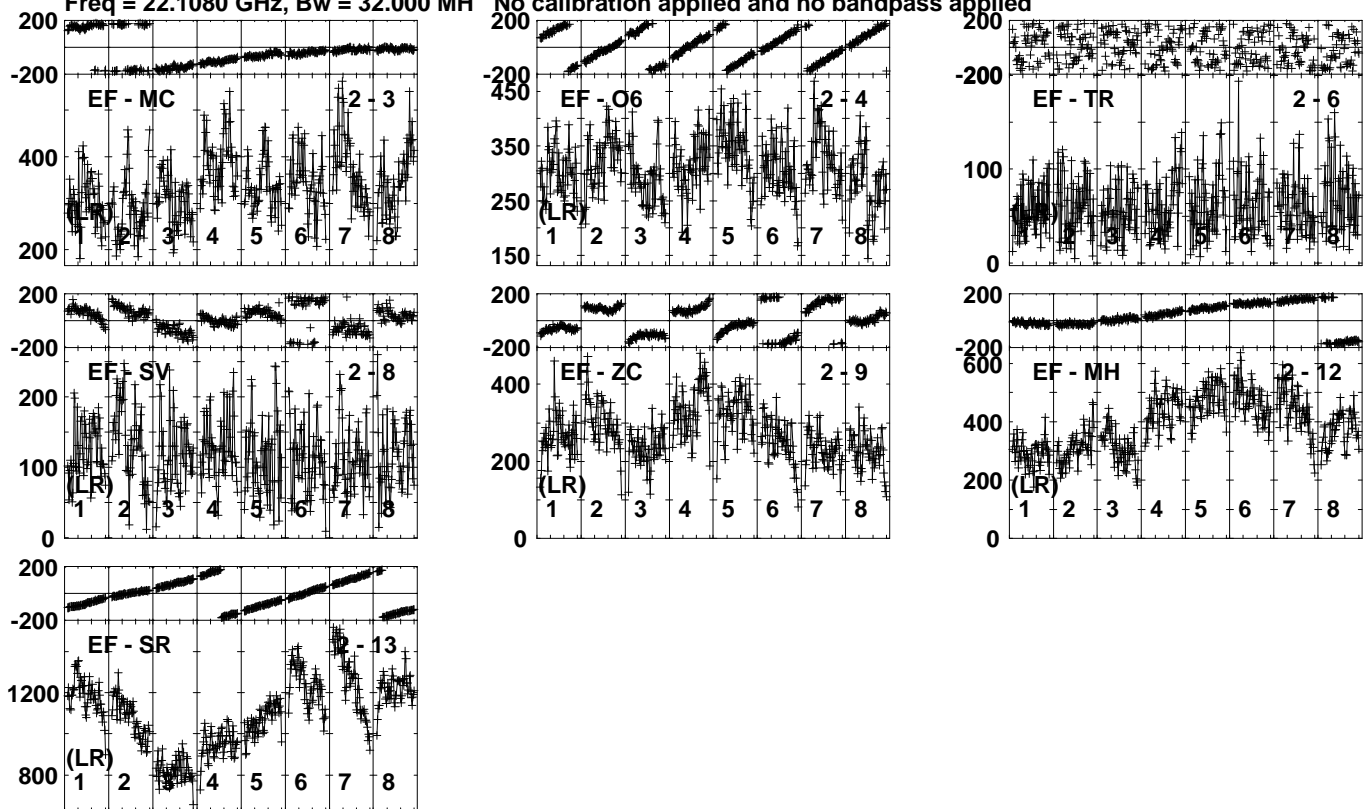 Freq = 22.1080 GHz, Bw = 32.000 MH No calibration applied and no bandpass applied
200
-200
EF - MC 2 - 3
400
(LR)
200
1 2 3 4 5 6 7 8
200
-200
450
EF - O6 2 - 4
350
250
(LR)
150
1 2 3 4 5 6 7 8
200
-200
EF - TR 2 - 6
100
(LR)
0
1 2 3 4 5 6 7 8
200
-200
EF - SV 2 - 8
200
100
(LR)
0
1 2 3 4 5 6 7 8
200
-200
EF - ZC 2 - 9
400
200
(LR)
0
1 2 3 4 5 6 7 8
200
-200
600
EF - MH 2 - 12
400
200
(LR)
0
1 2 3 4 5 6 7 8
200
-200
EF - SR 2 - 13
1200
(LR)
800
1 2 3 4 5 6 7 8